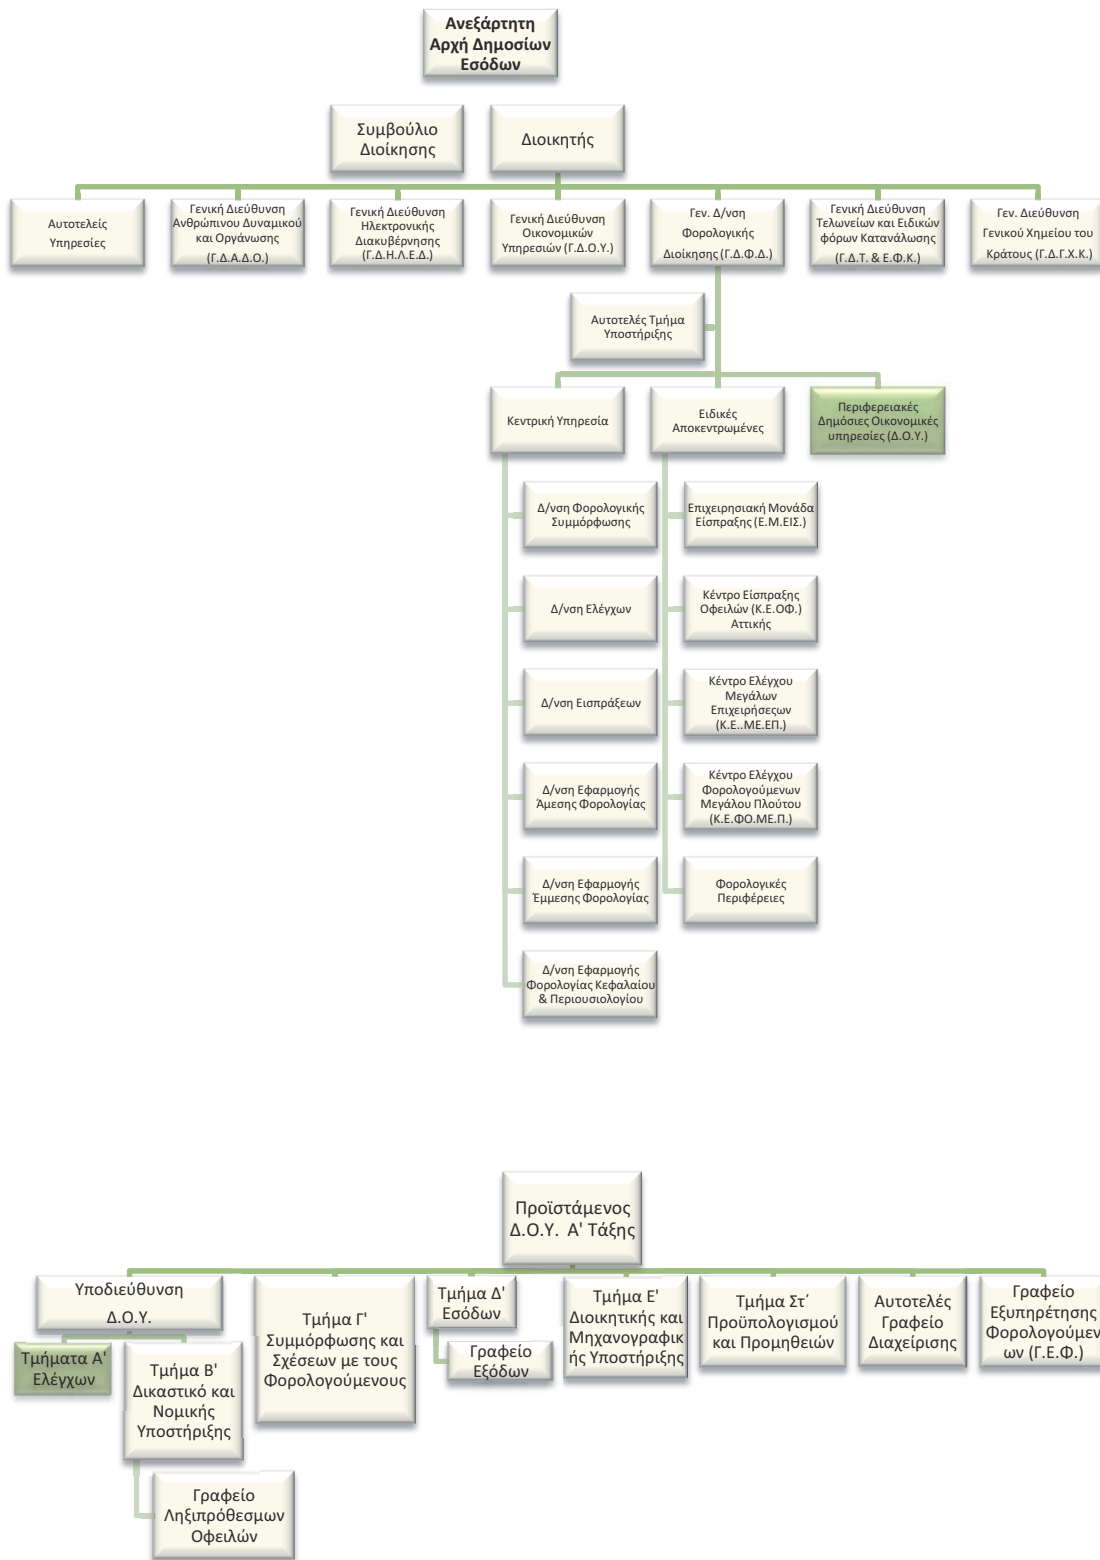 Ανεξάρτητη
Αρχή Δημοσίων
Εσόδων
Συμβούλιο
Διοίκησης
Διοικητής
Αυτοτελείς
Υπηρεσίες
Γενική Διεύθυνση
Ανθρώπινου Δυναμικού
και Οργάνωσης
(Γ.Δ.Α.Δ.Ο.)
Γενική Διεύθυνση
Ηλεκτρονικής
Διακυβέρνησης
(Γ.Δ.Η.Λ.Ε.Δ.)
Γενική Διεύθυνση
Οικονομικών
Υπηρεσιών (Γ.Δ.Ο.Υ.)
Γεν. Δ/νση
Φορολογικής
Διοίκησης (Γ.Δ.Φ.Δ.)
Γενική Διεύθυνση
Τελωνείων και Ειδικών
φόρων Κατανάλωσης
(Γ.Δ.Τ. & Ε.Φ.Κ.)
Γεν. Διεύθυνση
Γενικού Χημείου του
Κράτους (Γ.Δ.Γ.Χ.Κ.)
Αυτοτελές Τμήμα
Υποστήριξης
Κεντρική Υπηρεσία
Ειδικές
Αποκεντρωμένες
Περιφερειακές
Δημόσιες Οικονομικές
υπηρεσίες (Δ.Ο.Υ.)
Δ/νση Φορολογικής
Συμμόρφωσης
Επιχειρησιακή Μονάδα
Είσπραξης (Ε.Μ.ΕΙΣ.)
Δ/νση Ελέγχων
Κέντρο Είσπραξης
Οφειλών (Κ.Ε.ΟΦ.)
Αττικής
Δ/νση Εισπράξεων
Κέντρο Ελέγχου
Μεγάλων
Επιχειρήσεςων
(Κ.Ε..ΜΕ.ΕΠ.)
Δ/νση Εφαρμογής
Άμεσης Φορολογίας
Κέντρο Ελέγχου
Φορολογούμενων
Μεγάλου Πλούτου
(Κ.Ε.ΦΟ.ΜΕ.Π.)
Δ/νση Εφαρμογής
Έμμεσης Φορολογίας
Φορολογικές
Περιφέρειες
Δ/νση Εφαρμογής
Φορολογίας Κεφαλαίου
& Περιουσιολογίου
Προϊστάμενος
Δ.Ο.Υ. Α' Τάξης
Υποδιεύθυνση
Δ.Ο.Υ.
Τμήματα Α'
Ελέγχων
Τμήμα Β'
Δικαστικό και
Νομικής
Υποστήριξης
Γραφείο
Ληξιπρόθεσμων
Οφειλών
Τμήμα Γ'
Συμμόρφωσης και
Σχέσεων με τους
Φορολογούμενους
Τμήμα Δ'
Εσόδων
Γραφείο
Εξόδων
Τμήμα Ε'
Διοικητικής και
Μηχανογραφικ
ής Υποστήριξης
Τμήμα Στ΄
Προϋπολογισμού
και Προμηθειών
Αυτοτελές
Γραφείο
Διαχείρισης
Γραφείο
Εξυπηρέτησης
Φορολογούμεν
ων (Γ.Ε.Φ.)